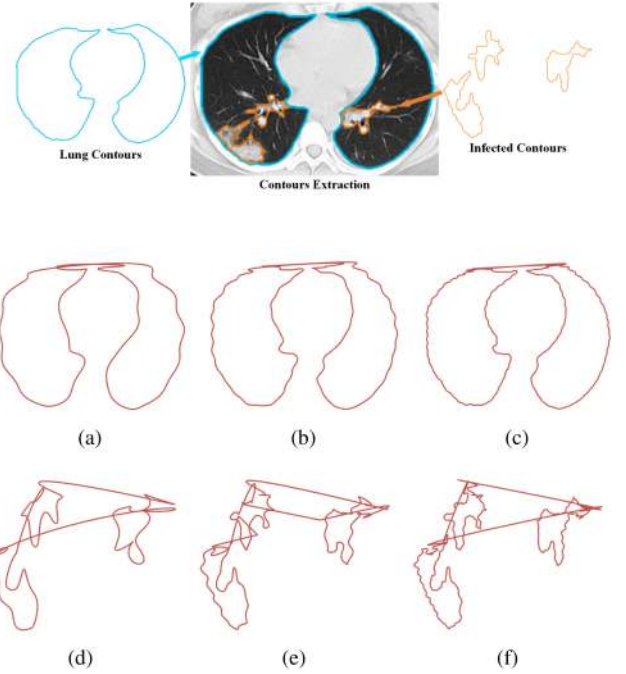 Lung Contours
Infected Contours
Contours Extraction
(a)
(b)
(c)
(d)
(e)
(f)